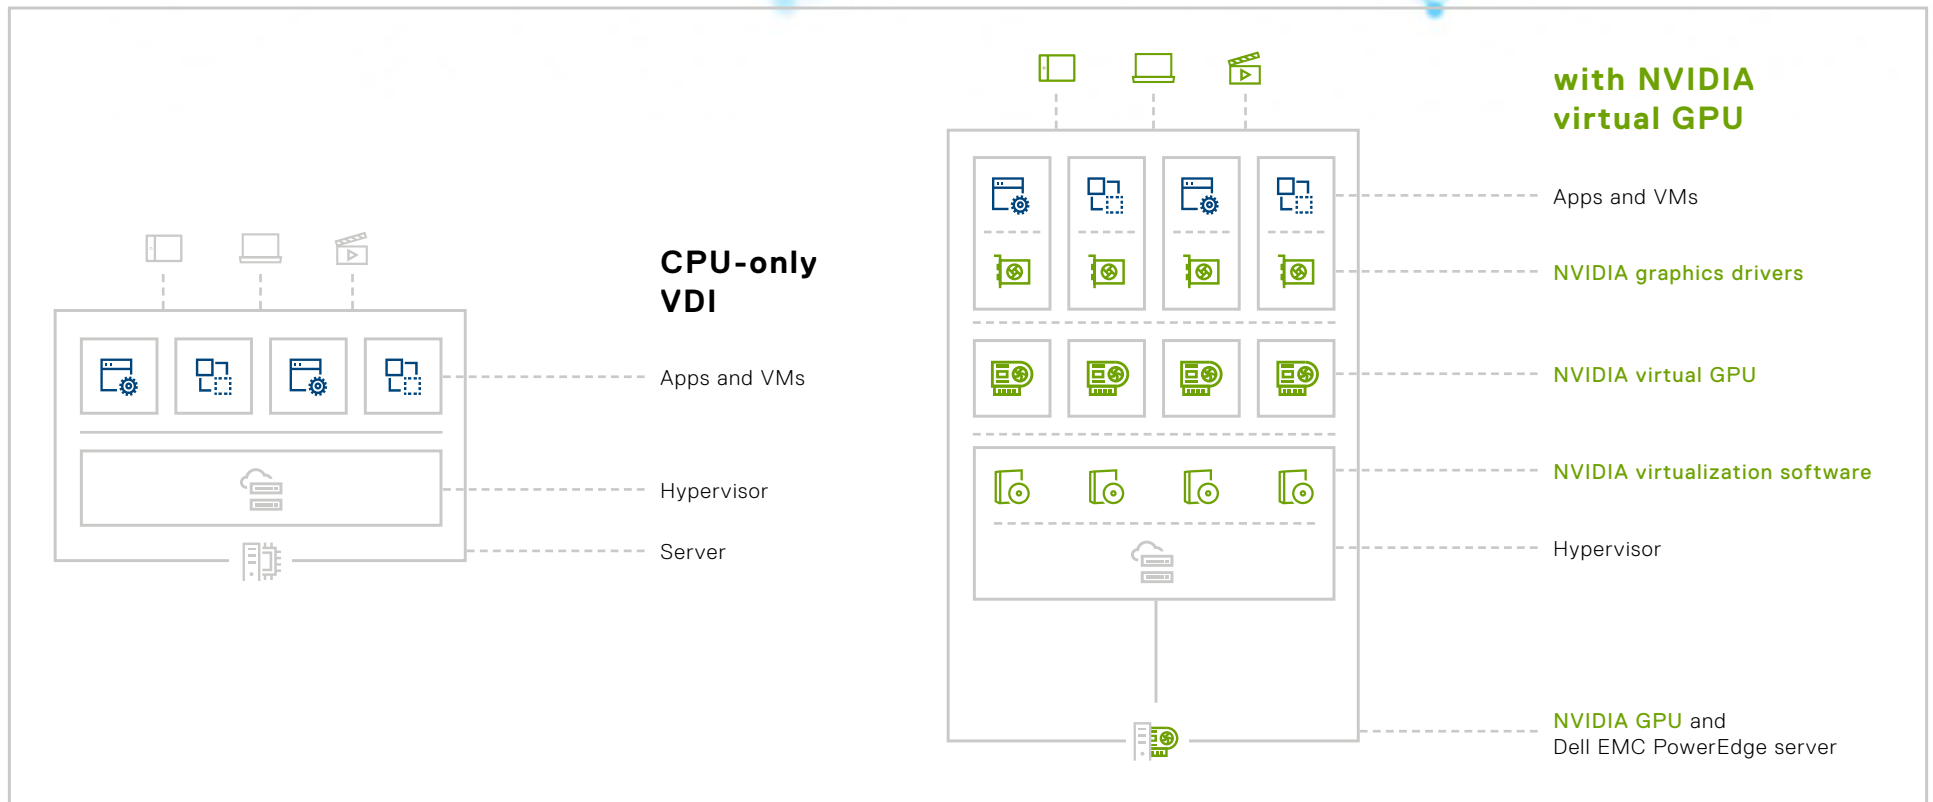 CPU-only
VDI
Apps and VMs
Hypervisor
Server
with NVIDIA
virtual GPU
Apps and VMs
NVIDIA graphics drivers
NVIDIA virtual GPU
NVIDIA virtualization software
Hypervisor
NVIDIA GPU and
Dell EMC PowerEdge server